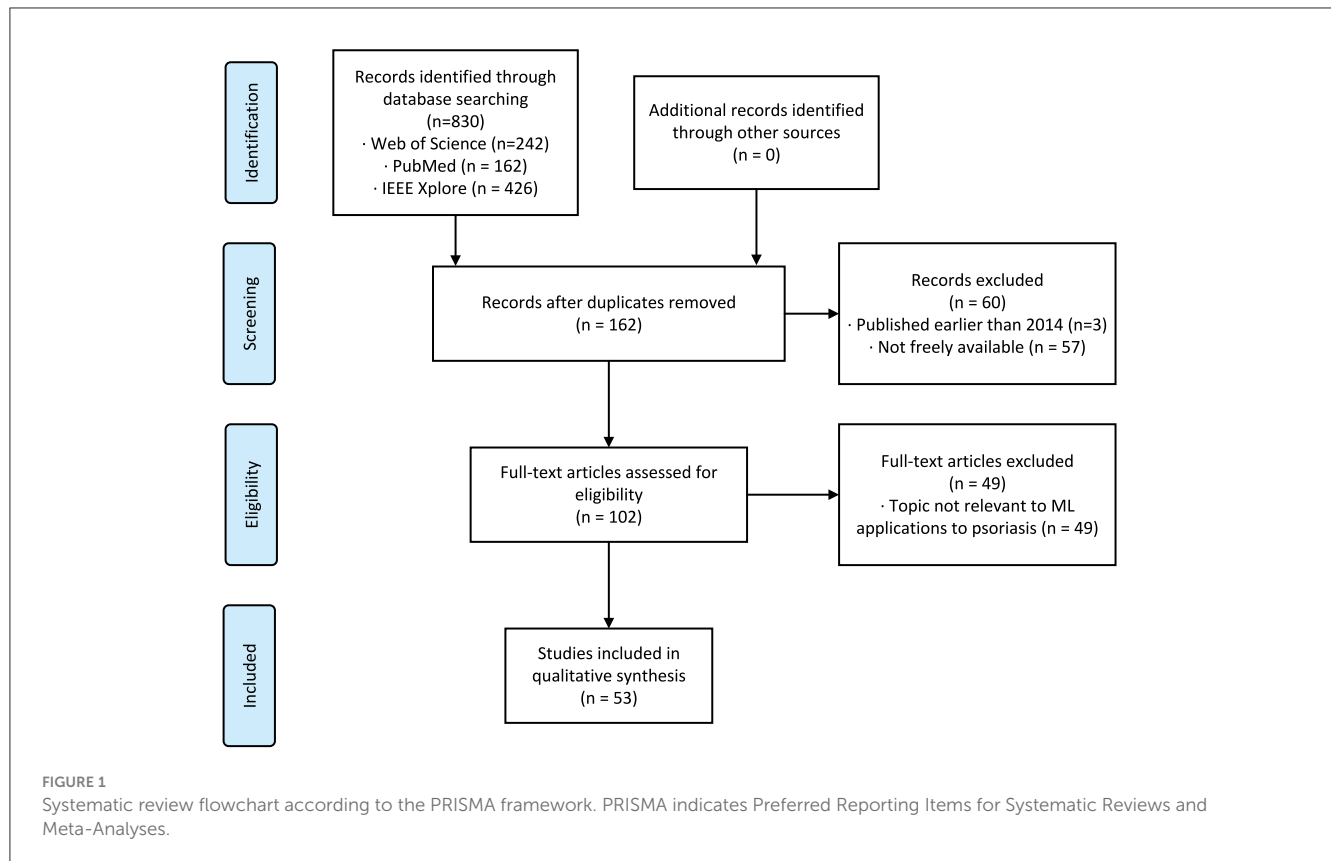 Identification
Records identified through
database searching
(n=830)
· Web of Science (n=242)
· PubMed (n = 162)
· IEEE Xplore (n = 426)
Additional records identified
through other sources
(n = 0)
Screening
Records after duplicates removed
(n = 162)
Records excluded
(n = 60)
· Published earlier than 2014 (n=3)
· Not freely available (n = 57)
Eligibility
Full-text articles assessed for
eligibility
(n = 102)
Full-text articles excluded
(n = 49)
· Topic not relevant to ML
applications to psoriasis (n = 49)
Included
Studies included in
qualitative synthesis
(n = 53)
FIGURE 1
Systematic review flowchart according to the PRISMA framework. PRISMA indicates Preferred Reporting Items for Systematic Reviews and
Meta-Analyses.